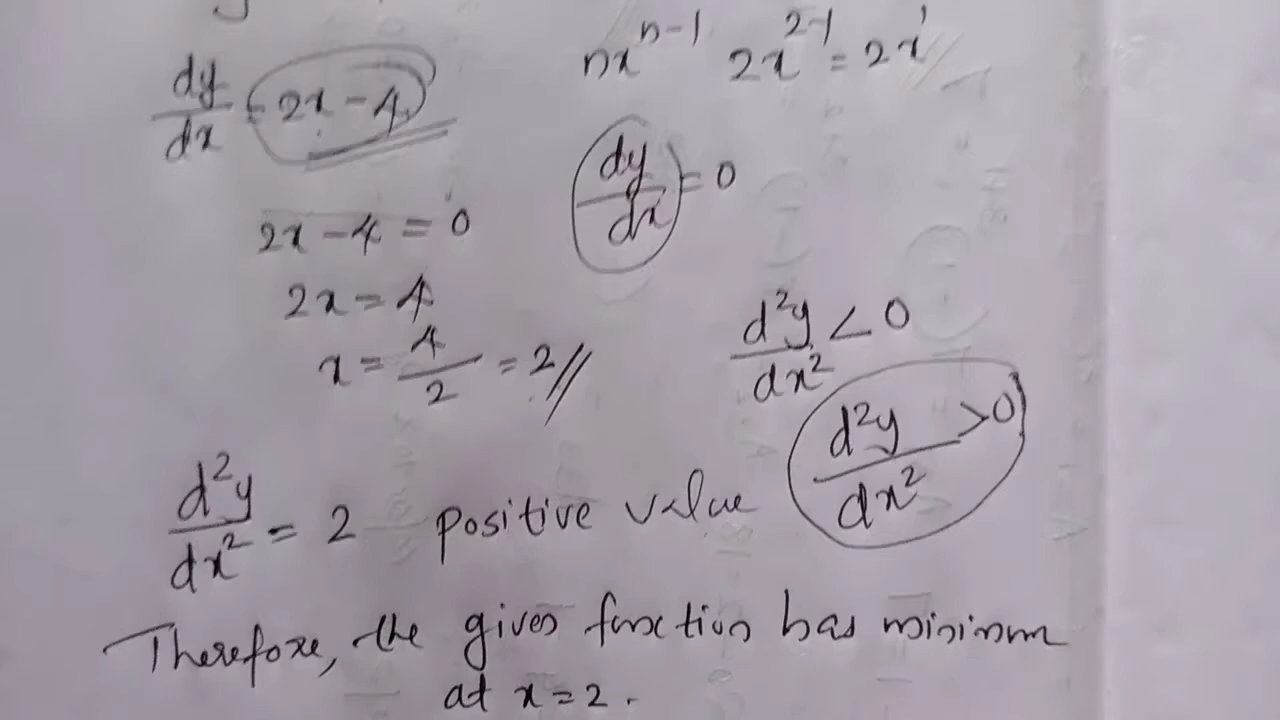 nx^{n-1} 2x^{2-1} = 2x^1
dy/dx = 2x - 4
dy/dx = 0
2x - 4 = 0
2x = 4
x = 4/2 = 2//
d²y/dx² < 0
d²y/dx² > 0
d²y/dx² = 2 positive value
Therefore, the given function has minimum
at x = 2.